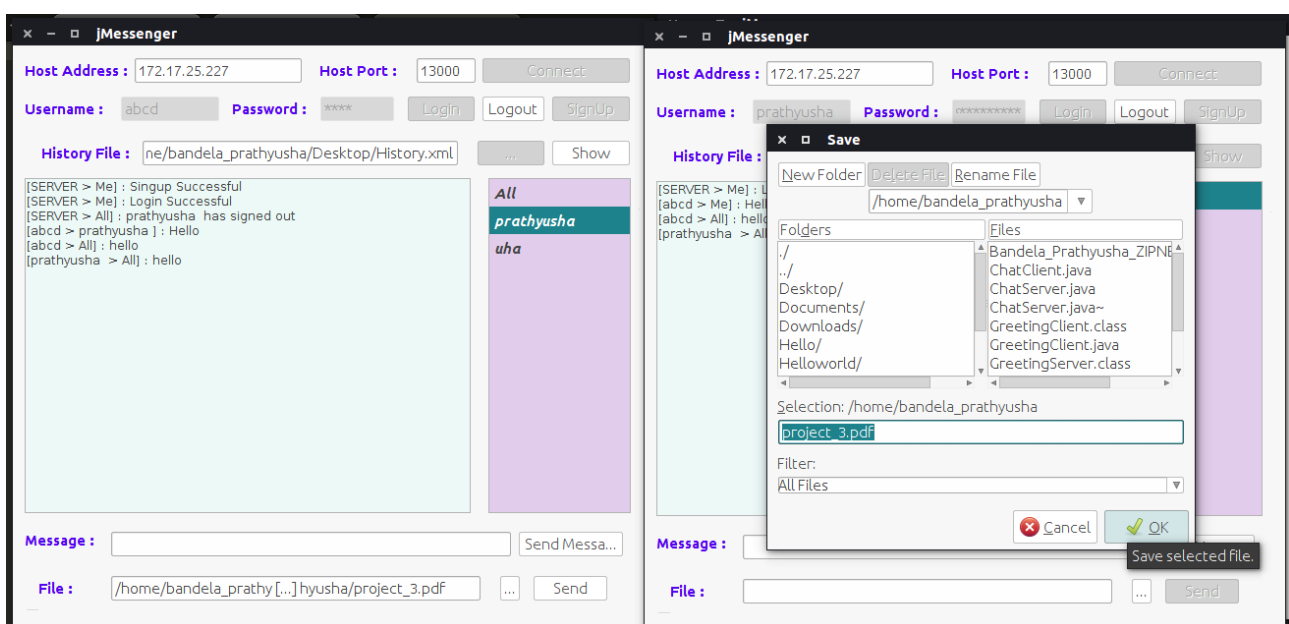 jMessenger
Host Address : 172.17.25.227 Host Port : 13000 Connect
Username : abcd Password : **** Login Logout SignUp
History File : ne/bandela_prathyusha/Desktop/History.xml ... Show
[SERVER > Me] : Singup Successful
[SERVER > Me] : Login Successful
[SERVER > All] : prathyusha has signed out
[abcd > prathyusha ] : Hello
[abcd > All] : hello
[prathyusha > All] : hello
All
prathyusha
uha
Message : Send Messa...
File : /home/bandela_prathy[...]hyusha/project_3.pdf ... Send
jMessenger
Host Address : 172.17.25.227 Host Port : 13000 Connect
Username : prathyusha Password : ********** Login Logout SignUp
History File : Show
[SERVER > Me] : L
[abcd > Me] : Hell
[abcd > All] : hello
[prathyusha > All
Save
New Folder Delete File Rename File
/home/bandela_prathyusha
Folders
./
../
Desktop/
Documents/
Downloads/
Hello/
Helloworld/
Files
Bandela_Prathyusha_ZIPNE
ChatClient.java
ChatServer.java
ChatServer.java~
GreetingClient.class
GreetingClient.java
GreetingServer.class
Selection: /home/bandela_prathyusha
project_3.pdf
Filter:
All Files
Cancel OK
Save selected file.
Message :
File : ... Send